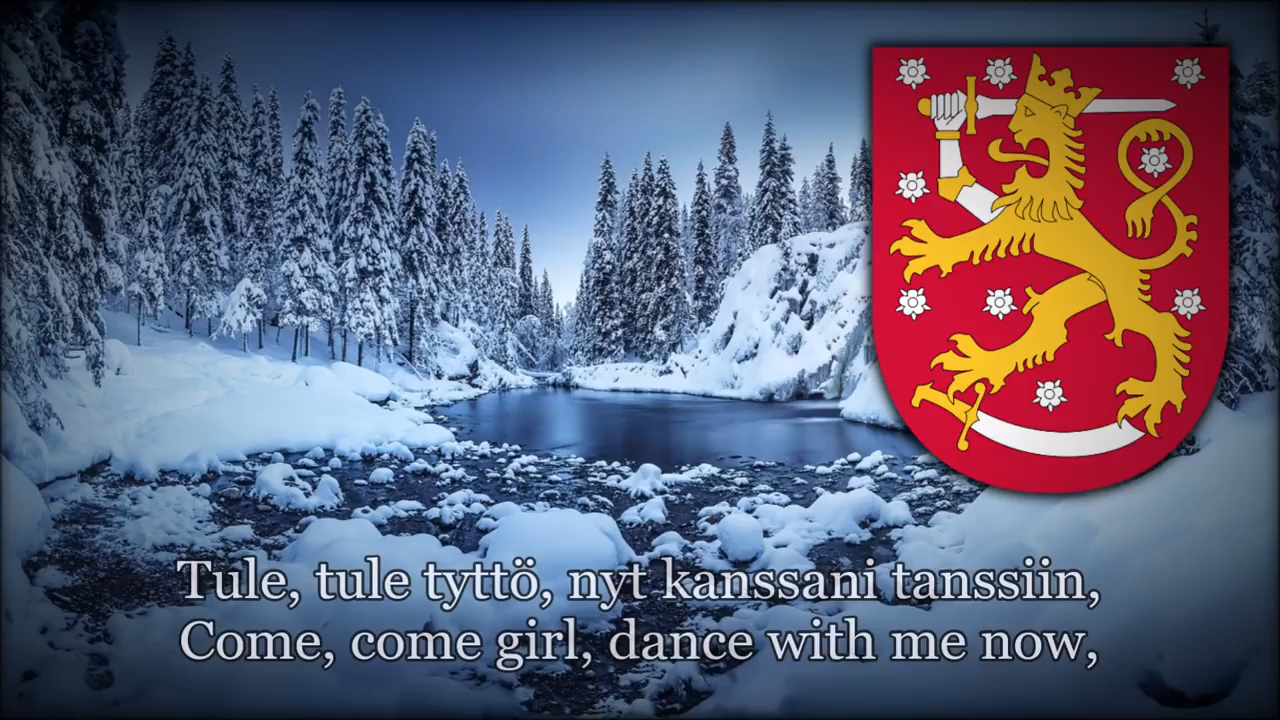 Tule, tule tyttö, nyt kanssani tanssiin,
Come, come girl, dance with me now,